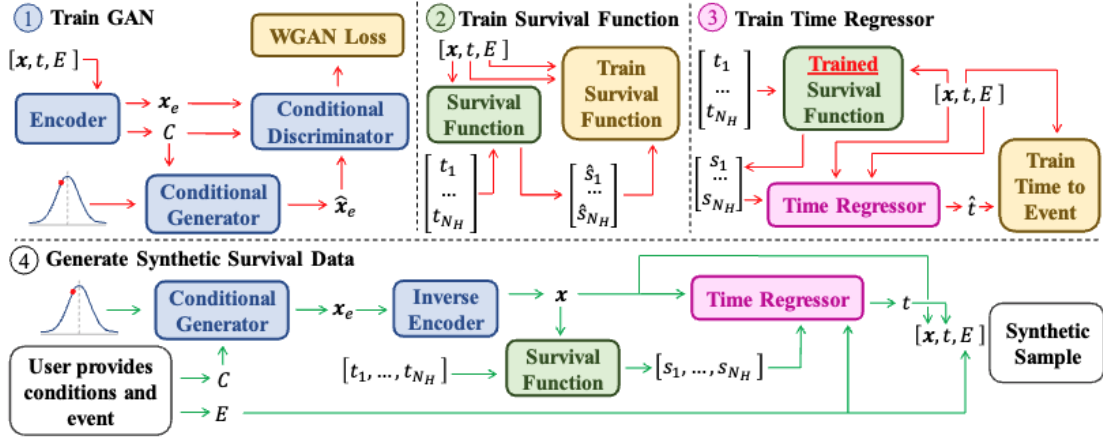 1 Train GAN
[x, t, E]
WGAN Loss
Encoder
x_e
C
Conditional
Discriminator
Conditional
Generator
x̂_e
2 Train Survival Function
[x, t, E]
Survival
Function
Train
Survival
Function
t_1
...
t_{N_H}
ŝ_1
...
ŝ_{N_H}
3 Train Time Regressor
t_1
...
t_{N_H}
Trained
Survival
Function
[x, t, E]
s_1
...
s_{N_H}
Time Regressor
t̂
Train
Time to
Event
4 Generate Synthetic Survival Data
Conditional
Generator
x_e
Inverse
Encoder
x
Time Regressor
t
[x, t, E]
Synthetic
Sample
User provides
conditions and
event
C
E
[t_1, ..., t_{N_H}]
Survival
Function
[s_1, ..., s_{N_H}]